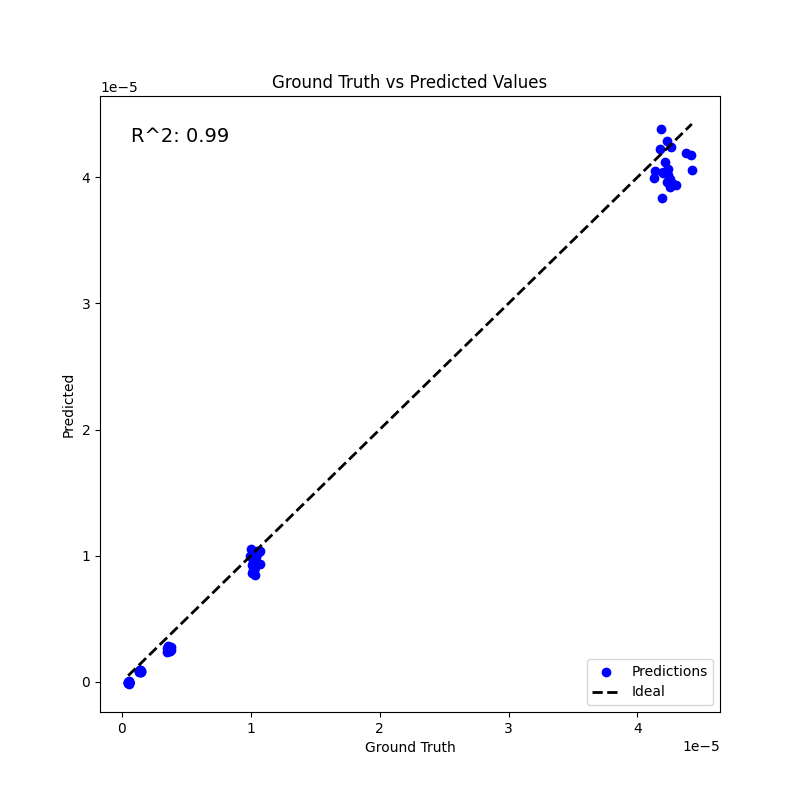 Ground Truth vs Predicted Values
1e−5
R^2: 0.99
4
3
2
1
0
Predicted
Predictions
Ideal
0 1 2 3 4
1e−5
Ground Truth